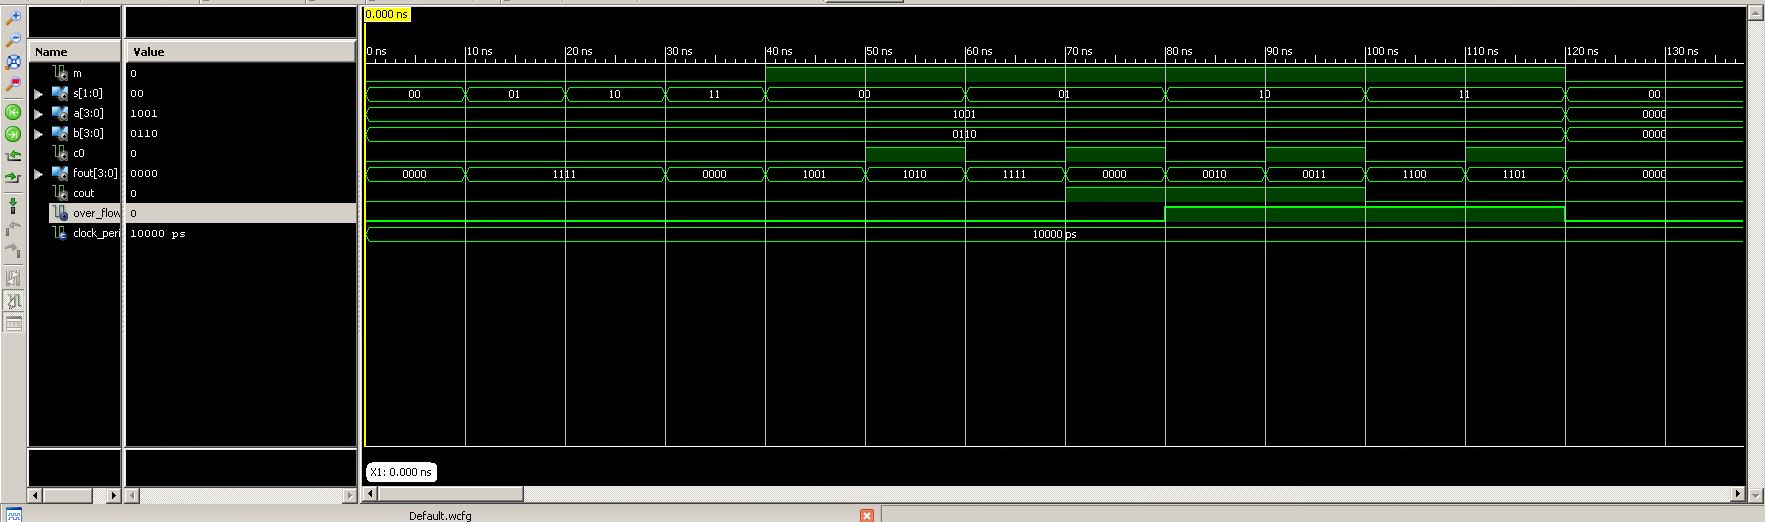 0.000 ns
Name Value
0 ns 10 ns 20 ns 30 ns 40 ns 50 ns 60 ns 70 ns 80 ns 90 ns 100 ns 110 ns 120 ns 130 ns
m 0
s[1:0] 00 00 01 10 11 00 01 10 11 00
a[3:0] 1001 1001 0000
b[3:0] 0110 0110 0000
c0 0
fout[3:0] 0000 0000 1111 0000 1001 1010 1111 0000 0010 0011 1100 1101 0000
cout 0
over_flow 0
clock_peri 10000 ps 10000 ps
X1: 0.000 ns
Default.wcfg